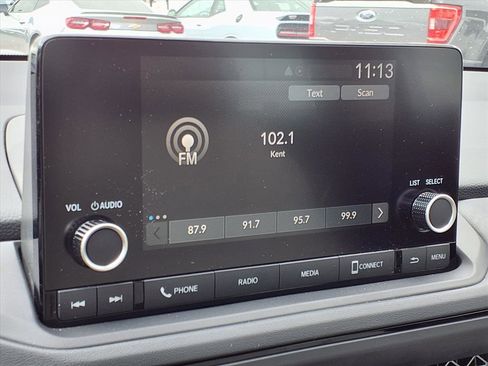 11:13
Text Scan
FM
102.1
Kent
VOL AUDIO
LIST SELECT
87.9 91.7 95.7 99.9
PHONE RADIO MEDIA CONNECT MENU
Ford